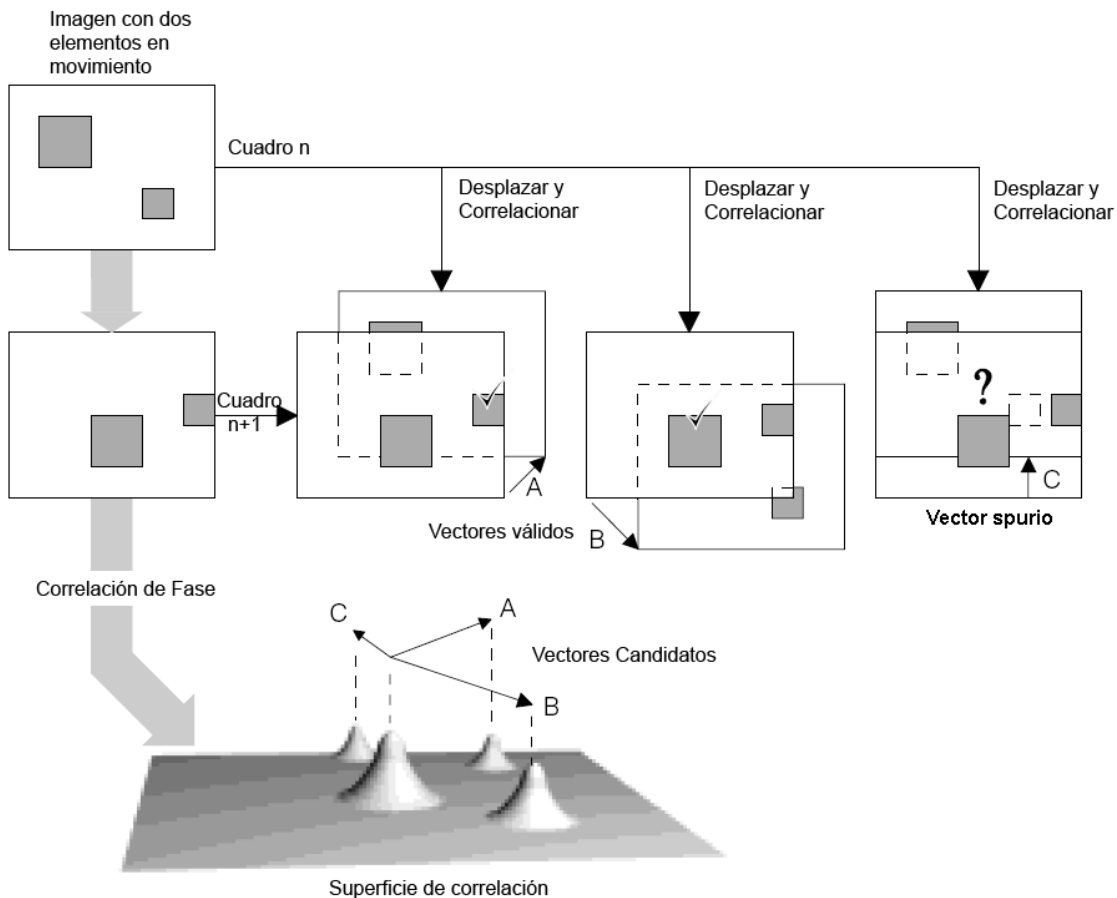 Imagen con dos
elementos en
movimiento
Cuadro n
Desplazar y
Correlacionar
Desplazar y
Correlacionar
Desplazar y
Correlacionar
Cuadro
n+1
?
A
Vectores válidos
B
C
Vector spurio
Correlación de Fase
C
A
Vectores Candidatos
B
Superficie de correlación